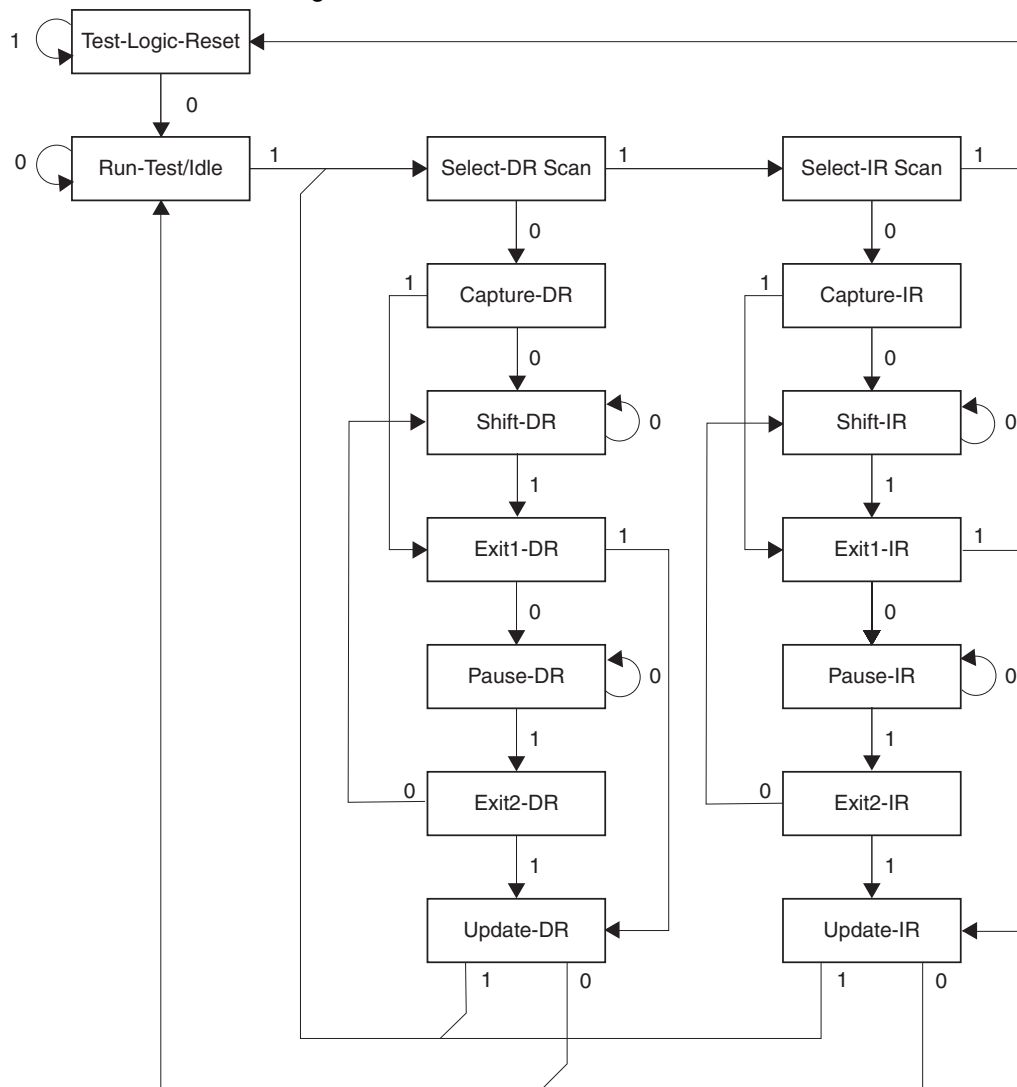 1
Test-Logic-Reset
0
0
Run-Test/Idle
1
Select-DR Scan
1
Select-IR Scan
1
0
0
1
Capture-DR
1
Capture-IR
0
0
Shift-DR
0
Shift-IR
0
1
1
Exit1-DR
1
Exit1-IR
1
0
0
Pause-DR
0
Pause-IR
0
1
1
0
Exit2-DR
0
Exit2-IR
1
1
Update-DR
Update-IR
1
0
1
0